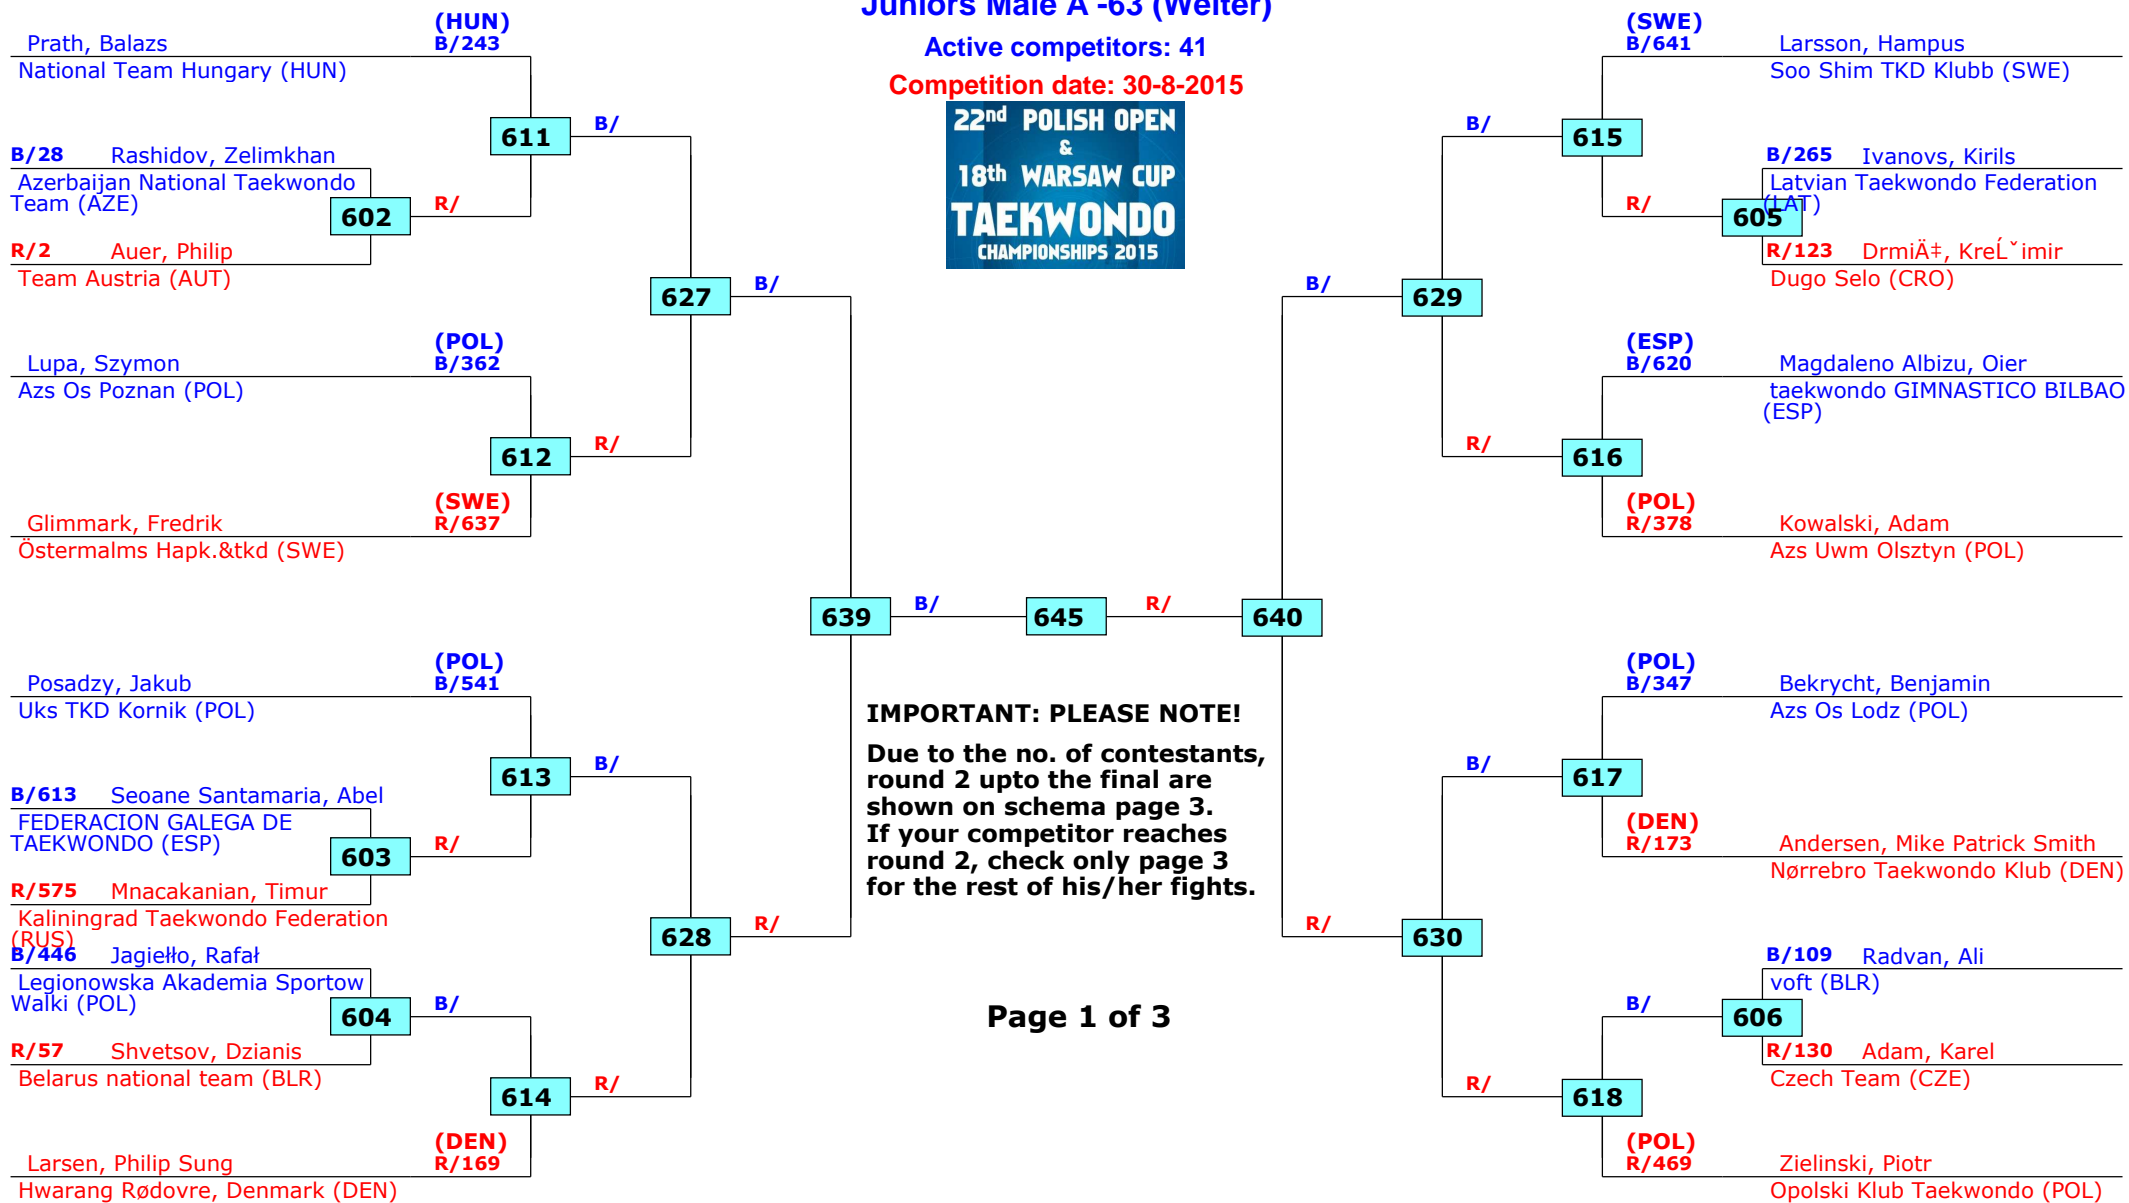 Juniors Male A -63 (Welter)
Active competitors: 41
Competition date: 30-8-2015
22nd POLISH OPEN
&
18th WARSAW CUP
TAEKWONDO
CHAMPIONSHIPS 2015
(HUN)
Prath, Balazs B/243
National Team Hungary (HUN)
611
B/
B/28 Rashidov, Zelimkhan
Azerbaijan National Taekwondo
Team (AZE)
602
R/
R/2 Auer, Philip
Team Austria (AUT)
627
B/
(POL)
Lupa, Szymon B/362
Azs Os Poznan (POL)
612
R/
(SWE)
Glimmark, Fredrik R/637
Östermalms Hapk.&tkd (SWE)
639
B/
645
R/
640
(POL)
Posadzy, Jakub B/541
Uks TKD Kornik (POL)
613
B/
B/613 Seoane Santamaria, Abel
FEDERACION GALEGA DE
TAEKWONDO (ESP)
603
R/
R/575 Mnacakanian, Timur
Kaliningrad Taekwondo Federation
(RUS)
628
R/
B/446 Jagiełło, Rafał
Legionowska Akademia Sportow
Walki (POL)
604
B/
R/57 Shvetsov, Dzianis
Belarus national team (BLR)
614
R/
(DEN)
Larsen, Philip Sung R/169
Hwarang Rødovre, Denmark (DEN)
IMPORTANT: PLEASE NOTE!
Due to the no. of contestants,
round 2 upto the final are
shown on schema page 3.
If your competitor reaches
round 2, check only page 3
for the rest of his/her fights.
Page 1 of 3
(SWE)
B/641 Larsson, Hampus
Soo Shim TKD Klubb (SWE)
B/
615
B/265 Ivanovs, Kirils
Latvian Taekwondo Federation
(LAT)
R/
605
R/123 DrmiÄ‡, KreĹˇimir
Dugo Selo (CRO)
B/
629
(ESP)
B/620 Magdaleno Albizu, Oier
taekwondo GIMNASTICO BILBAO
(ESP)
R/
616
(POL)
R/378 Kowalski, Adam
Azs Uwm Olsztyn (POL)
(POL)
B/347 Bekrycht, Benjamin
Azs Os Lodz (POL)
B/
617
(DEN)
R/173 Andersen, Mike Patrick Smith
Nørrebro Taekwondo Klub (DEN)
R/
630
B/109 Radvan, Ali
voft (BLR)
B/
606
R/130 Adam, Karel
Czech Team (CZE)
R/
618
(POL)
R/469 Zielinski, Piotr
Opolski Klub Taekwondo (POL)